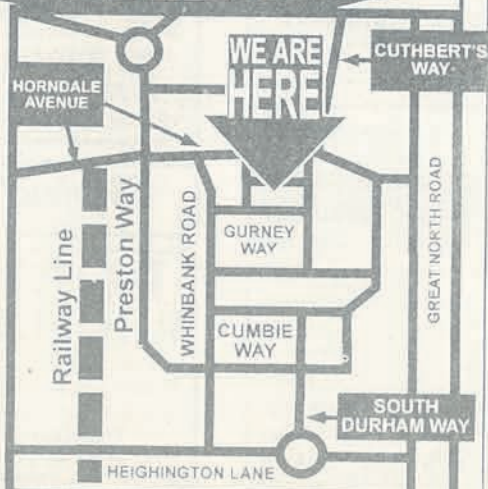 WE ARE
HERE
CUTHBERT'S
WAY
HORNDALE
AVENUE
Railway Line
Preston Way
WHINBANK ROAD
GURNEY
WAY
GREAT NORTH ROAD
CUMBIE
WAY
SOUTH
DURHAM WAY
HEIGHINGTON LANE